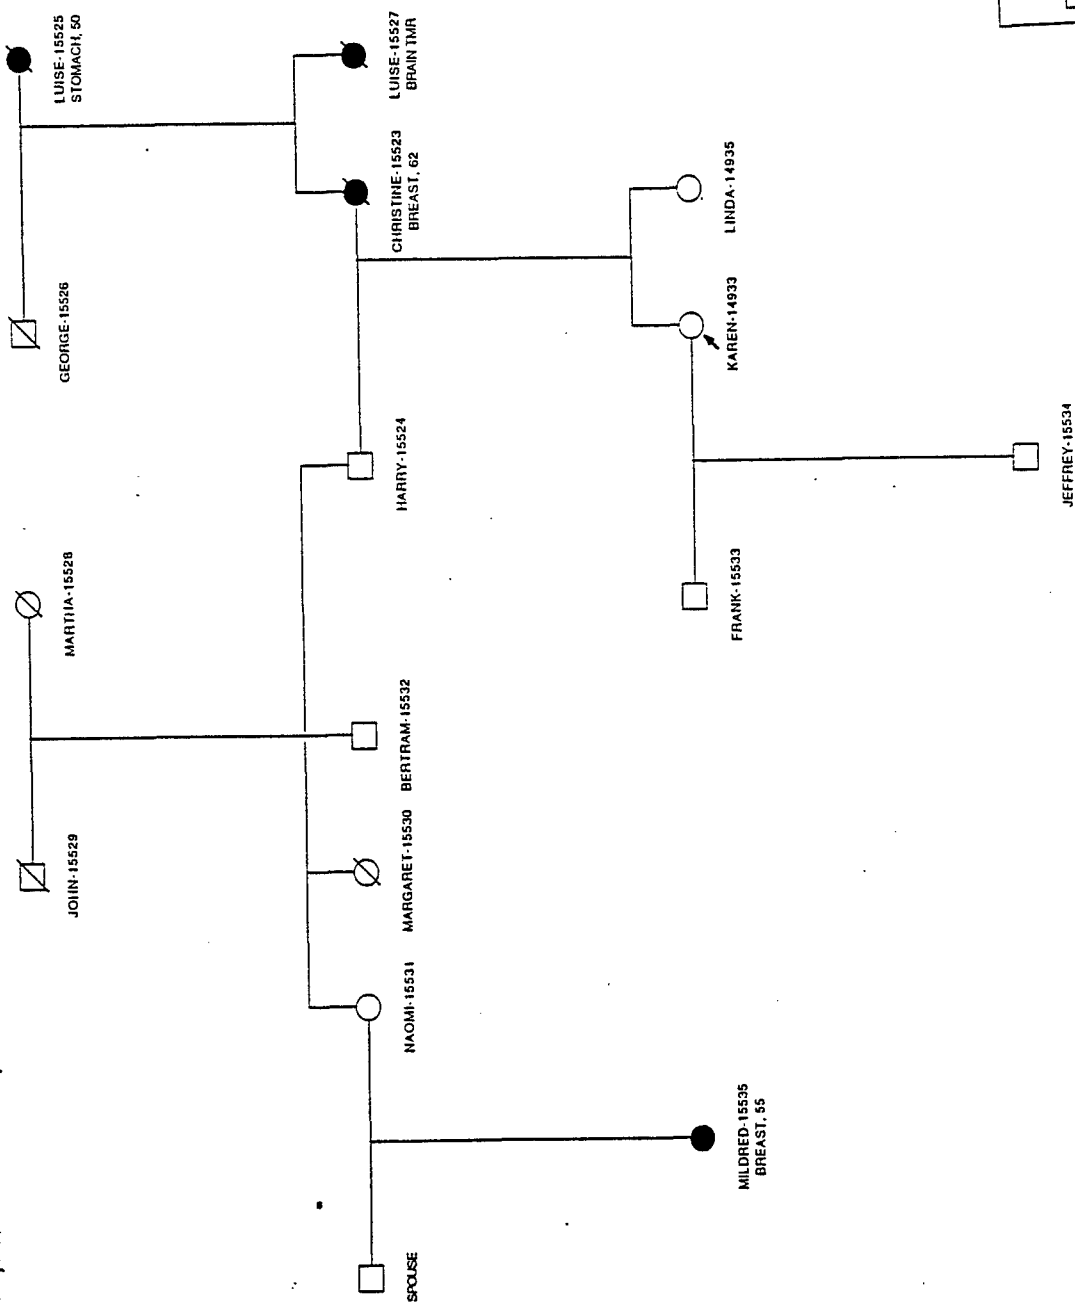 JOHN-15529
MARTHA-15528
GEORGE-15526
LUISE-15525
STOMACH, 50
SPOUSE
NAOMI-15531
MARGARET-15530
BERTRAM-15532
HARRY-15524
CHRISTINE-15523
BREAST, 62
LUISE-15527
BRAIN TMR
MILDRED-15535
BREAST, 55
FRANK-15533
KAREN-14933
LINDA-14935
JEFFREY-15534